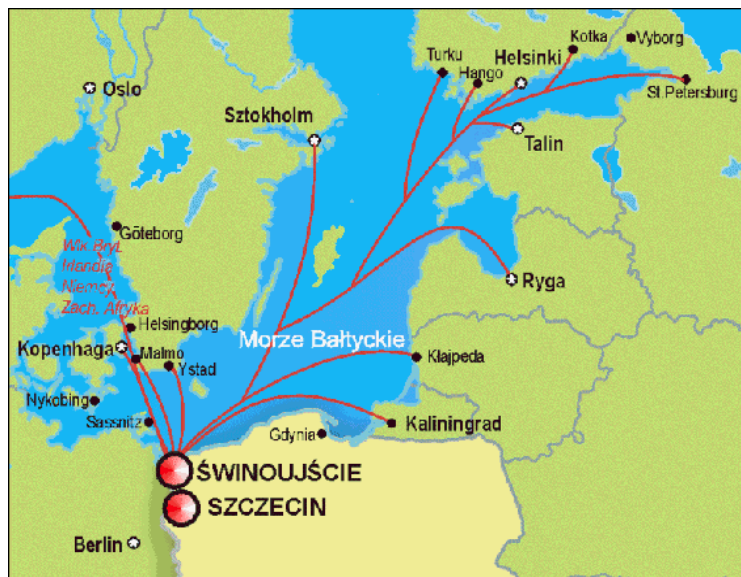 Kotka
Vyborg
Turku
Helsinki
Hango
St.Petersburg
Oslo
Sztokholm
Talin
Göteborg
Wlk.Bryt.
Irlandia
Niemcy
Zach. Afryka
Ryga
Helsingborg
Morze Bałtyckie
Kopenhaga
Malmo
Ystad
Kłajpeda
Nykobing
Sassnitz
Gdynia
Kaliningrad
ŚWINOUJŚCIE
SZCZECIN
Berlin